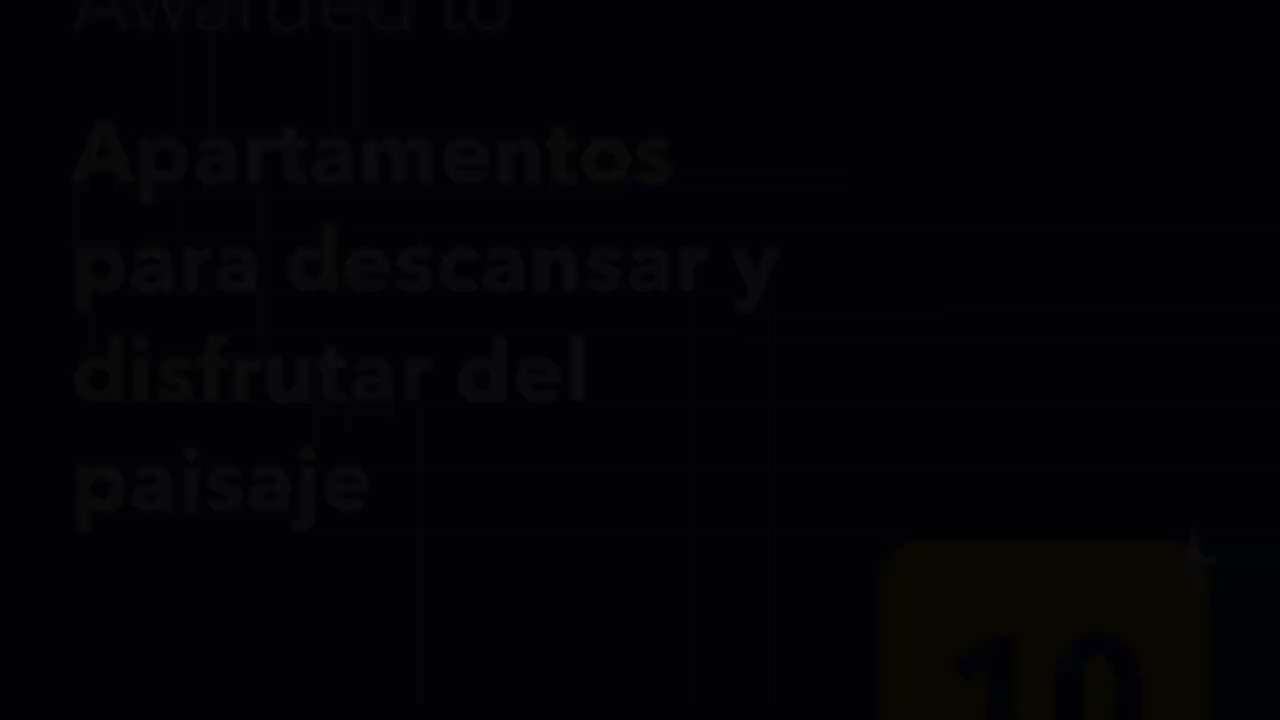 Awarded to
Apartamentos
para descansar y
disfrutar del
paisaje
10